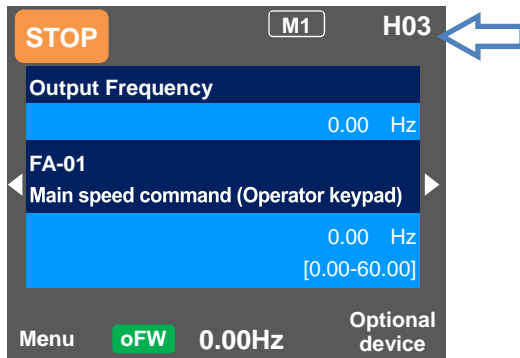 STOP M1 H03
Output Frequency
0.00 Hz
FA-01
Main speed command (Operator keypad)
0.00 Hz
[0.00-60.00]
Menu oFW 0.00Hz Optional device